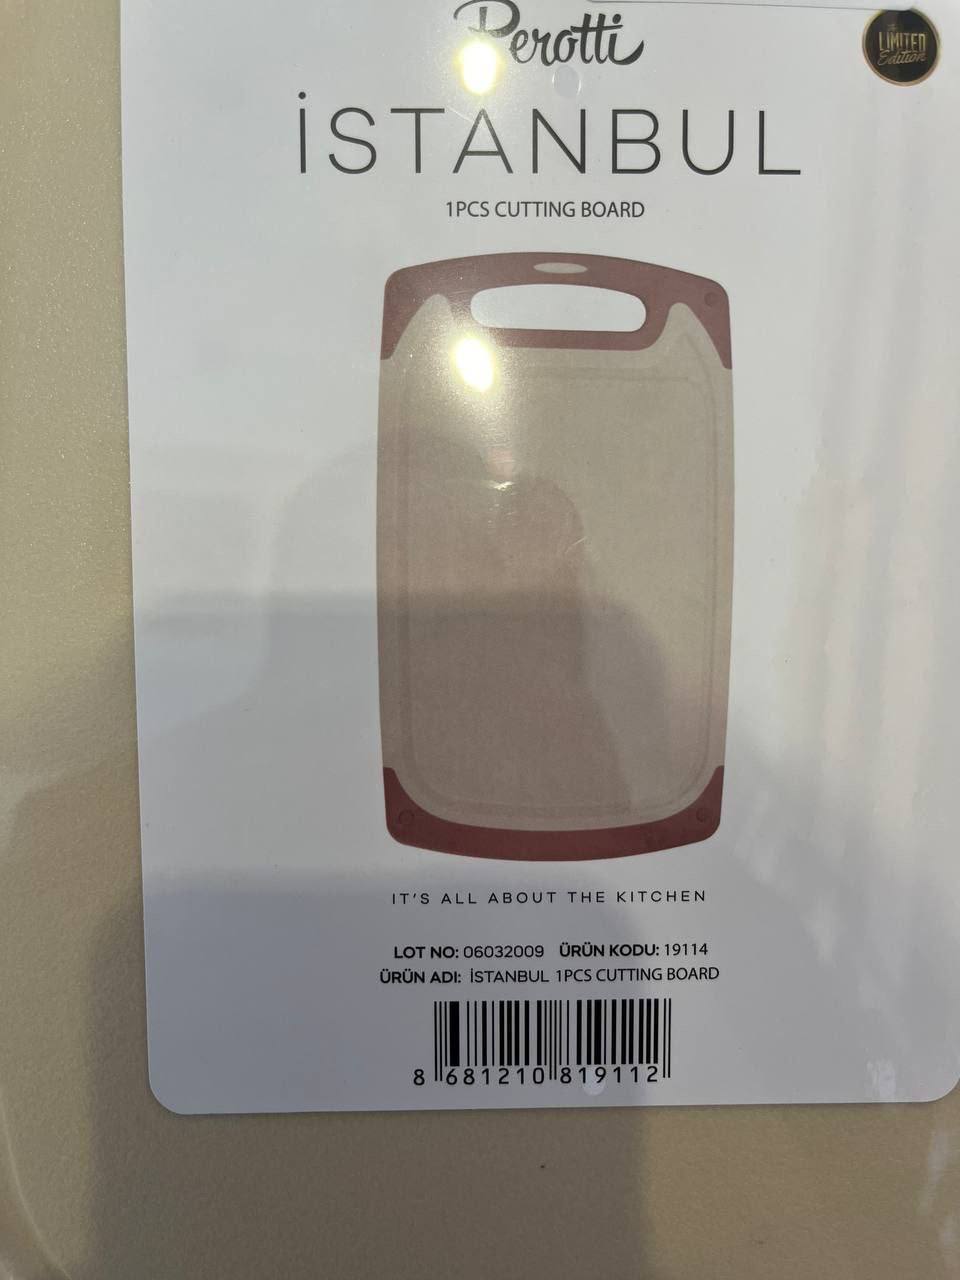 Perotti
THE
LIMITED
Edition
İSTANBUL
1PCS CUTTING BOARD
IT'S ALL ABOUT THE KITCHEN
LOT NO: 06032009 ÜRÜN KODU: 19114
ÜRÜN ADI: İSTANBUL 1PCS CUTTING BOARD
8 681210 819112